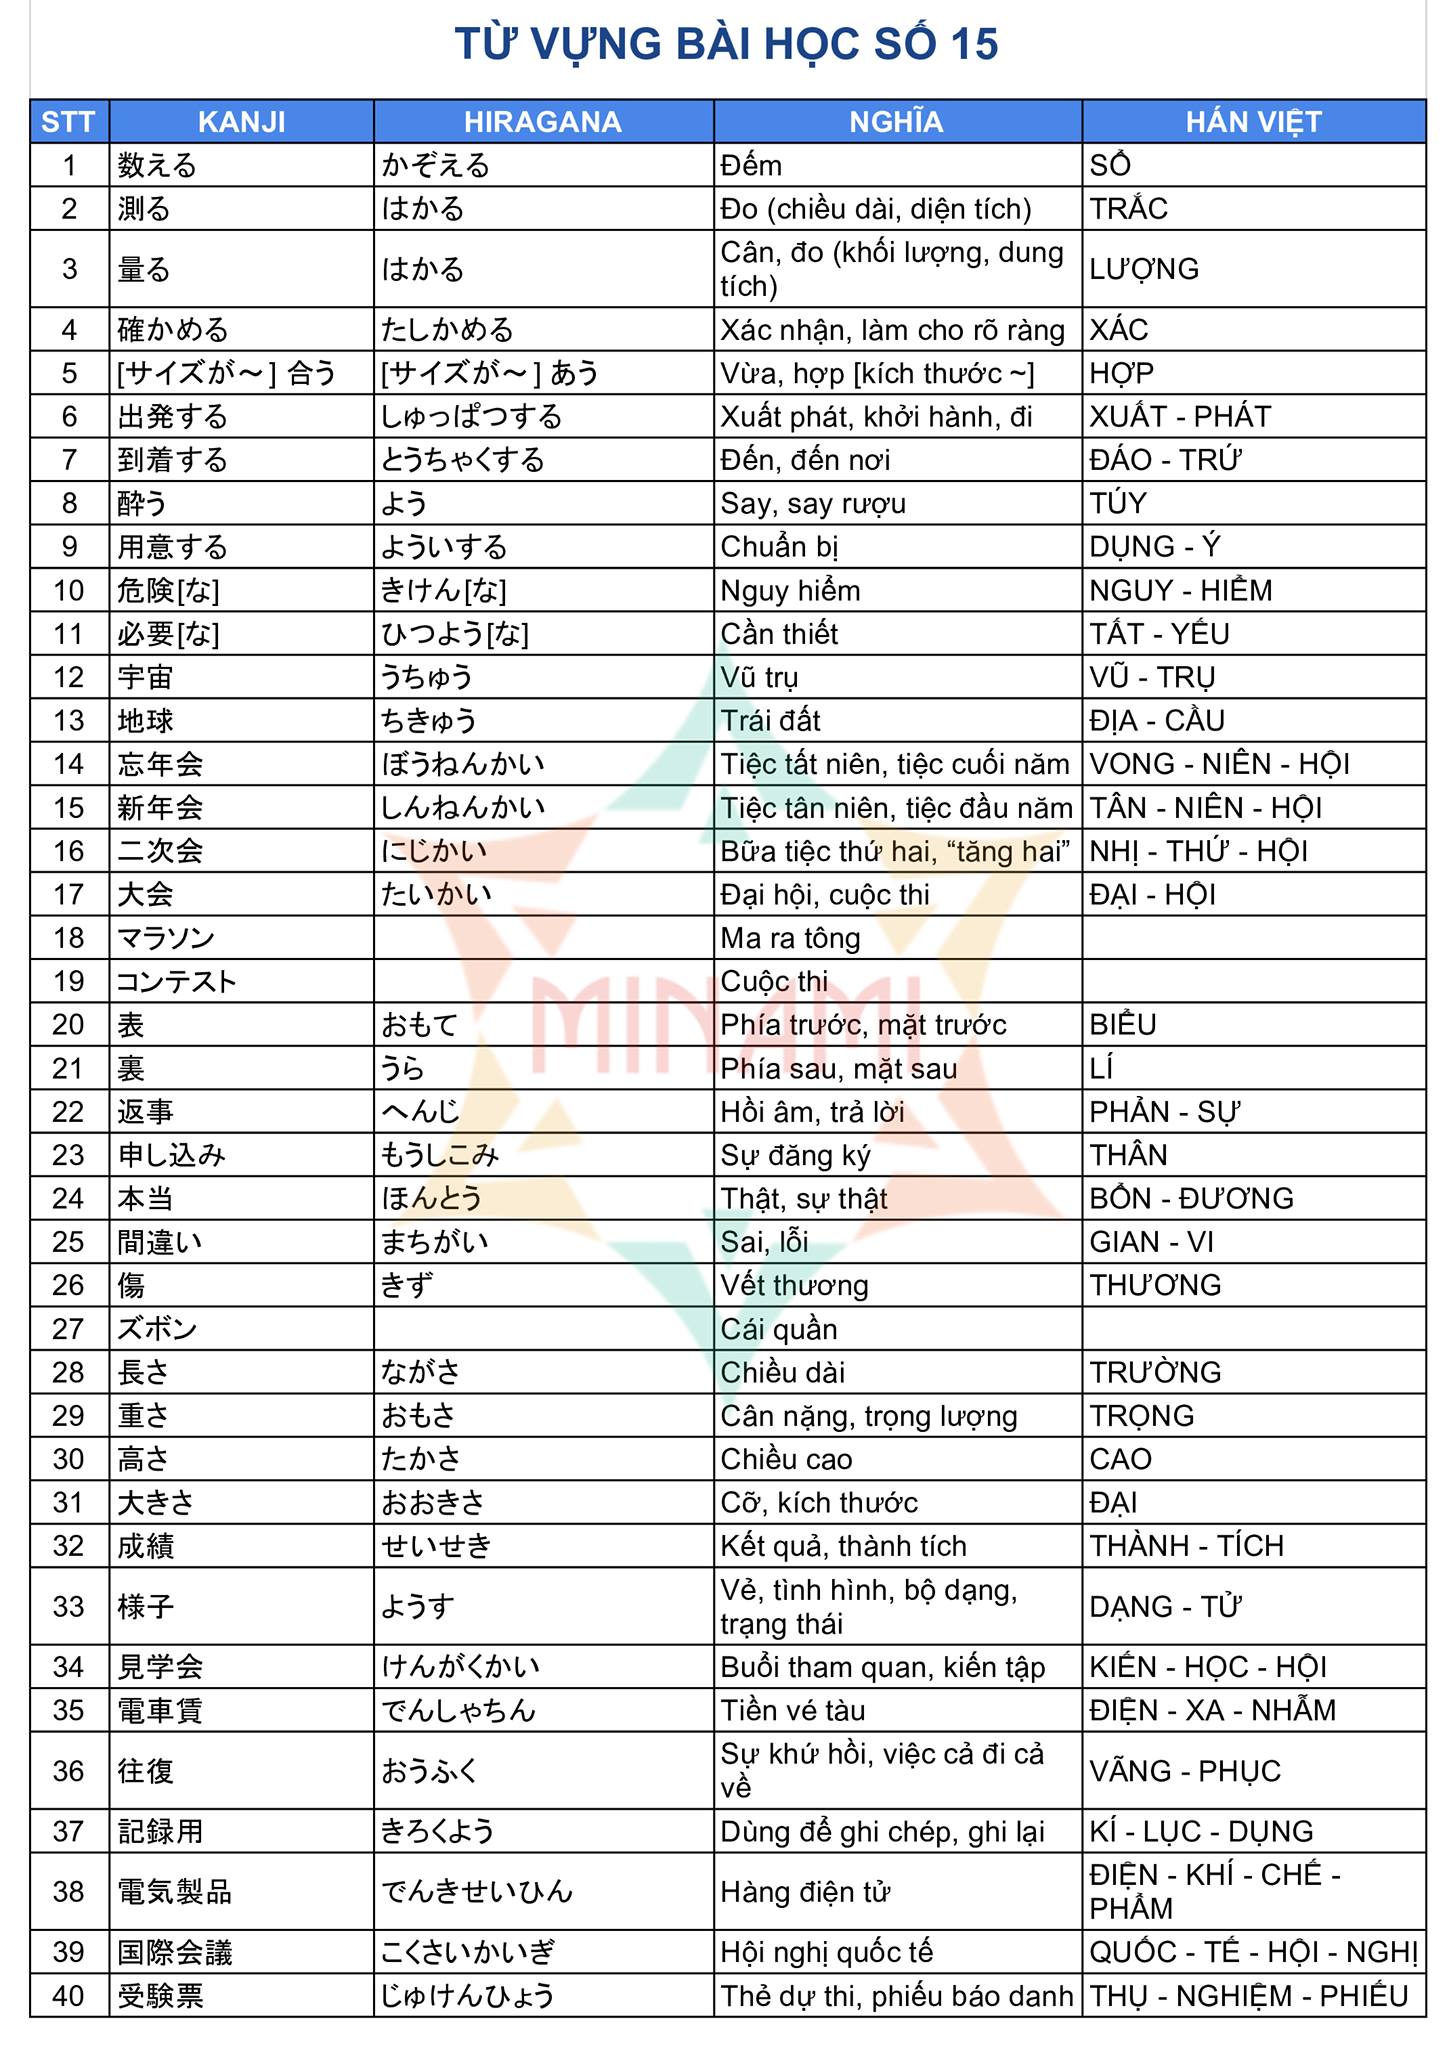 TỪ VỰNG BÀI HỌC SỐ 15
STT KANJI HIRAGANA NGHĨA HÁN VIỆT
1 数える かぞえる Đếm SỔ
2 測る はかる Đo (chiều dài, diện tích) TRẮC
3 量る はかる Cân, đo (khối lượng, dung tích) LƯỢNG
4 確かめる たしかめる Xác nhận, làm cho rõ ràng XÁC
5 [サイズが～] 合う [サイズが～] あう Vừa, hợp [kích thước ~] HỢP
6 出発する しゅっぱつする Xuất phát, khởi hành, đi XUẤT - PHÁT
7 到着する とうちゃくする Đến, đến nơi ĐÁO - TRỨ
8 酔う よう Say, say rượu TÚY
9 用意する よういする Chuẩn bị DỤNG - Ý
10 危険[な] きけん[な] Nguy hiểm NGUY - HIỂM
11 必要[な] ひつよう[な] Cần thiết TẤT - YẾU
12 宇宙 うちゅう Vũ trụ VŨ - TRỤ
13 地球 ちきゅう Trái đất ĐỊA - CẦU
14 忘年会 ぼうねんかい Tiệc tất niên, tiệc cuối năm VONG - NIÊN - HỘI
15 新年会 しんねんかい Tiệc tân niên, tiệc đầu năm TÂN - NIÊN - HỘI
16 二次会 にじかい Bữa tiệc thứ hai, “tăng hai” NHỊ - THỨ - HỘI
17 大会 たいかい Đại hội, cuộc thi ĐẠI - HỘI
18 マラソン Ma ra tông
19 コンテスト Cuộc thi
MINAMI
20 表 おもて Phía trước, mặt trước BIỂU
21 裏 うら Phía sau, mặt sau LÍ
22 返事 へんじ Hồi âm, trả lời PHẢN - SỰ
23 申し込み もうしこみ Sự đăng ký THÂN
24 本当 ほんとう Thật, sự thật BỔN - ĐƯƠNG
25 間違い まちがい Sai, lỗi GIAN - VI
26 傷 きず Vết thương THƯƠNG
27 ズボン Cái quần
28 長さ ながさ Chiều dài TRƯỜNG
29 重さ おもさ Cân nặng, trọng lượng TRỌNG
30 高さ たかさ Chiều cao CAO
31 大きさ おおきさ Cỡ, kích thước ĐẠI
32 成績 せいせき Kết quả, thành tích THÀNH - TÍCH
33 様子 ようす Vẻ, tình hình, bộ dạng, trạng thái DẠNG - TỬ
34 見学会 けんがくかい Buổi tham quan, kiến tập KIẾN - HỌC - HỘI
35 電車賃 でんしゃちん Tiền vé tàu ĐIỆN - XA - NHẪM
36 往復 おうふく Sự khứ hồi, việc cả đi cả về VÃNG - PHỤC
37 記録用 きろくよう Dùng để ghi chép, ghi lại KÍ - LỤC - DỤNG
38 電気製品 でんきせいひん Hàng điện tử ĐIỆN - KHÍ - CHẾ - PHẨM
39 国際会議 こくさいかいぎ Hội nghị quốc tế QUỐC - TẾ - HỘI - NGHỊ
40 受験票 じゅけんひょう Thẻ dự thi, phiếu báo danh THỤ - NGHIỆM - PHIẾU